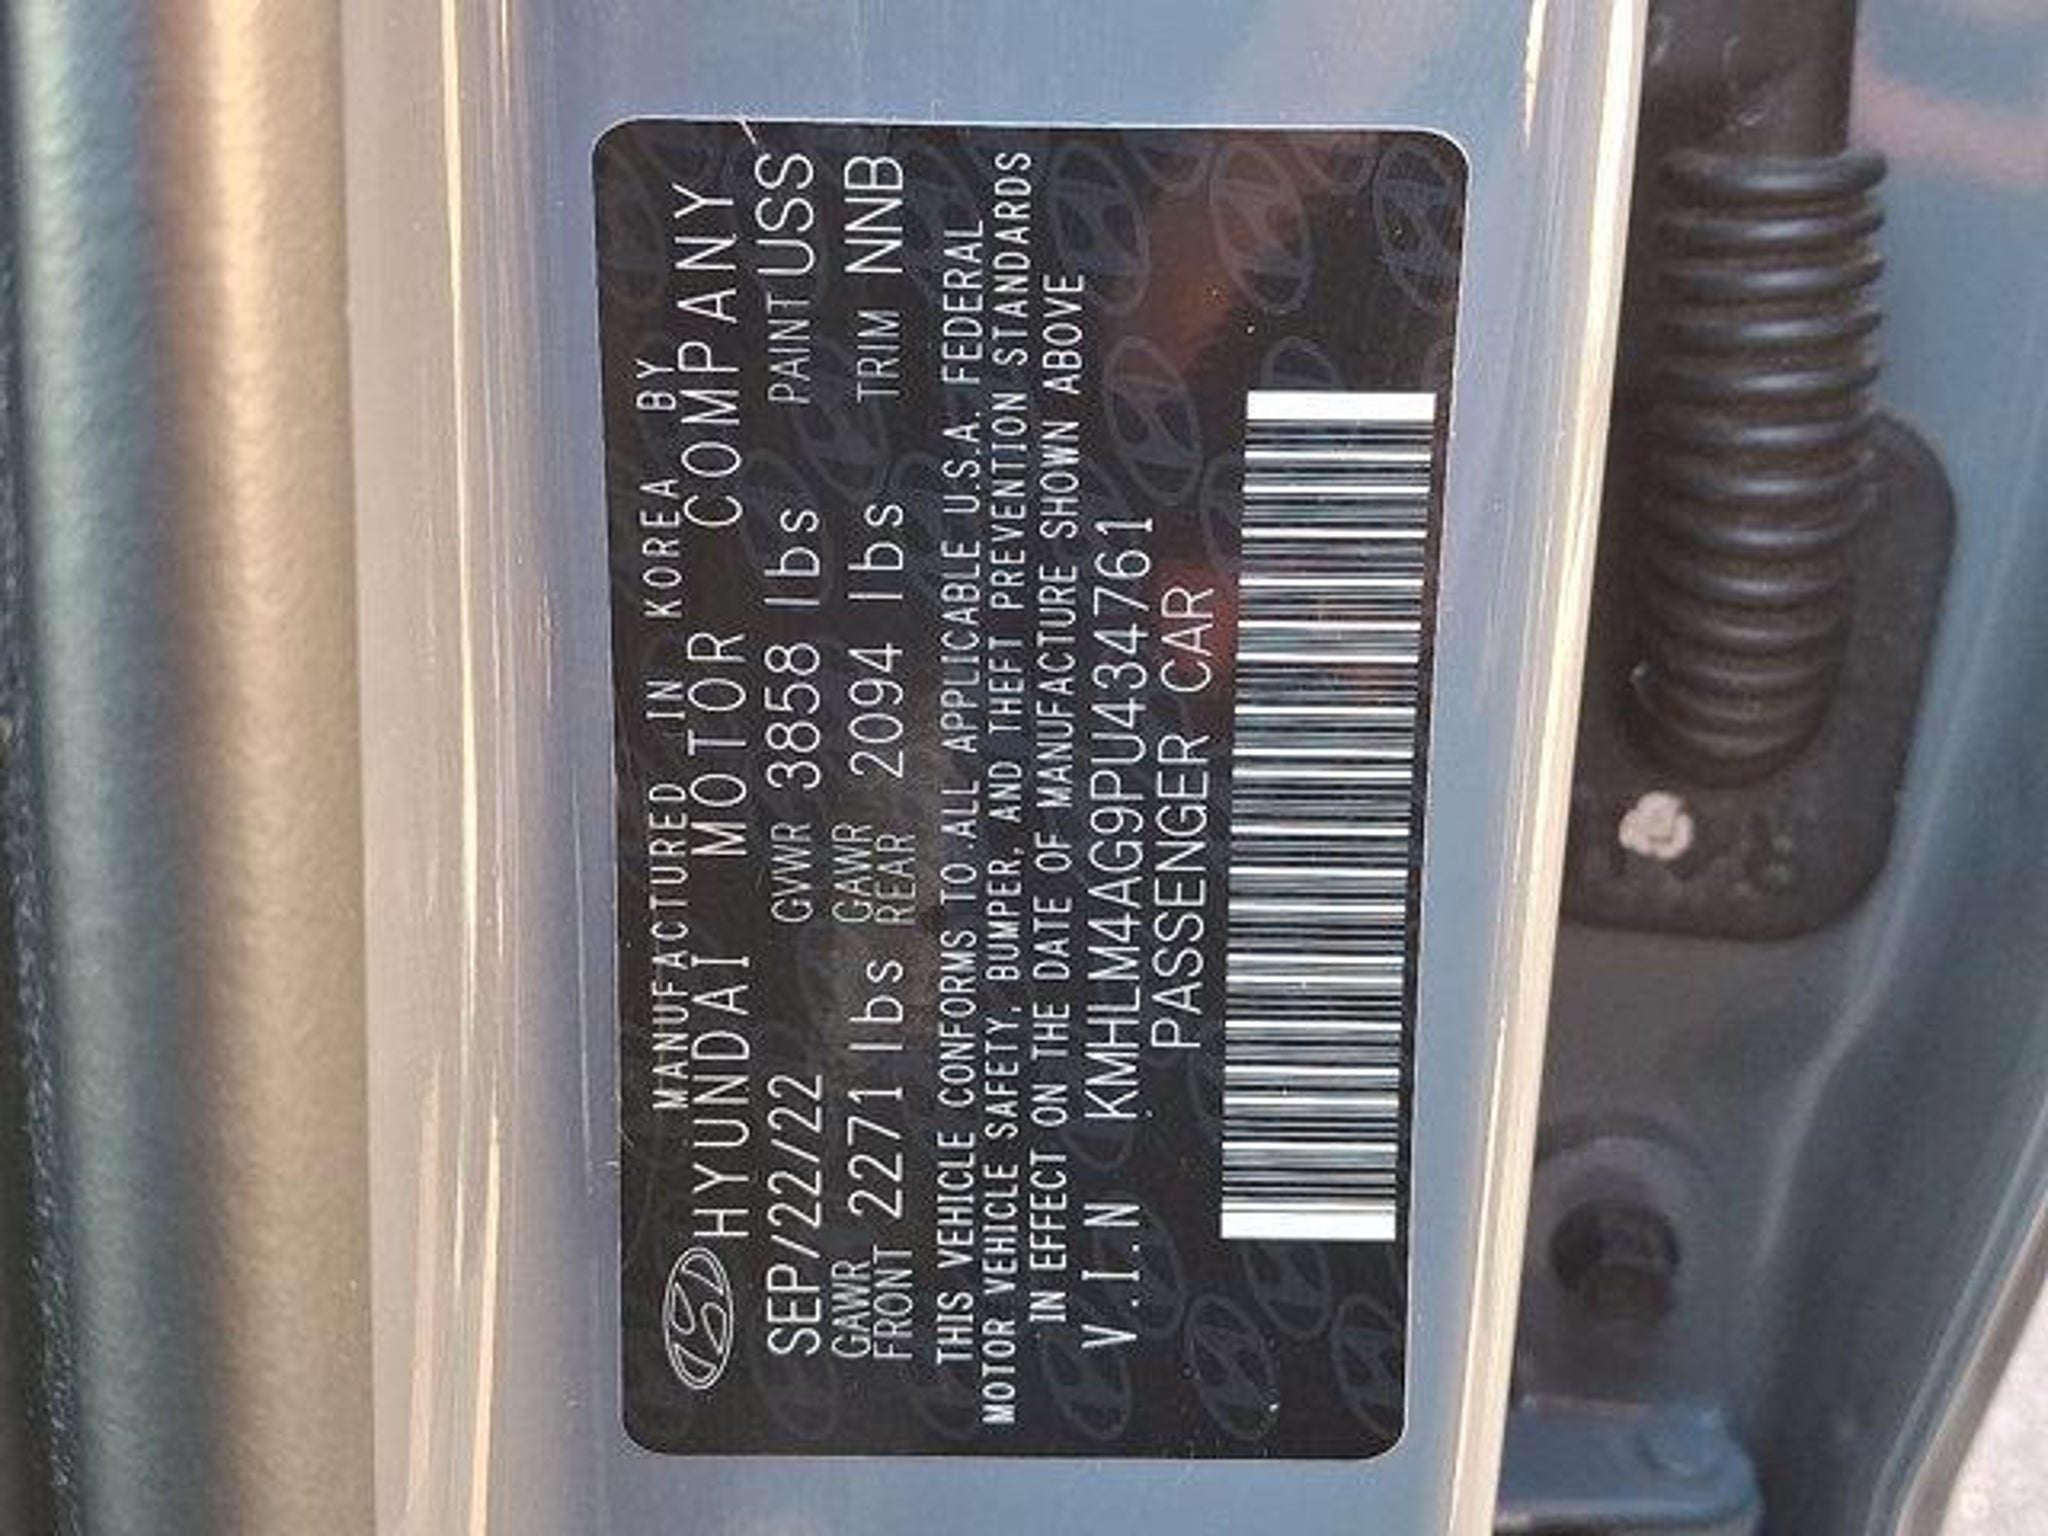 MANUFACTURED IN KOREA BY
HYUNDAI MOTOR COMPANY
SEP/22/22 GVWR 3858 lbs PAINT USS
GAWR FRONT 2271 lbs GAWR REAR 2094 lbs TRIM NNB
THIS VEHICLE CONFORMS TO ALL APPLICABLE U.S.A. FEDERAL
MOTOR VEHICLE SAFETY, BUMPER, AND THEFT PREVENTION STANDARDS
IN EFFECT ON THE DATE OF MANUFACTURE SHOWN ABOVE
V.I.N. KMHLM4AG9PU434761
PASSENGER CAR